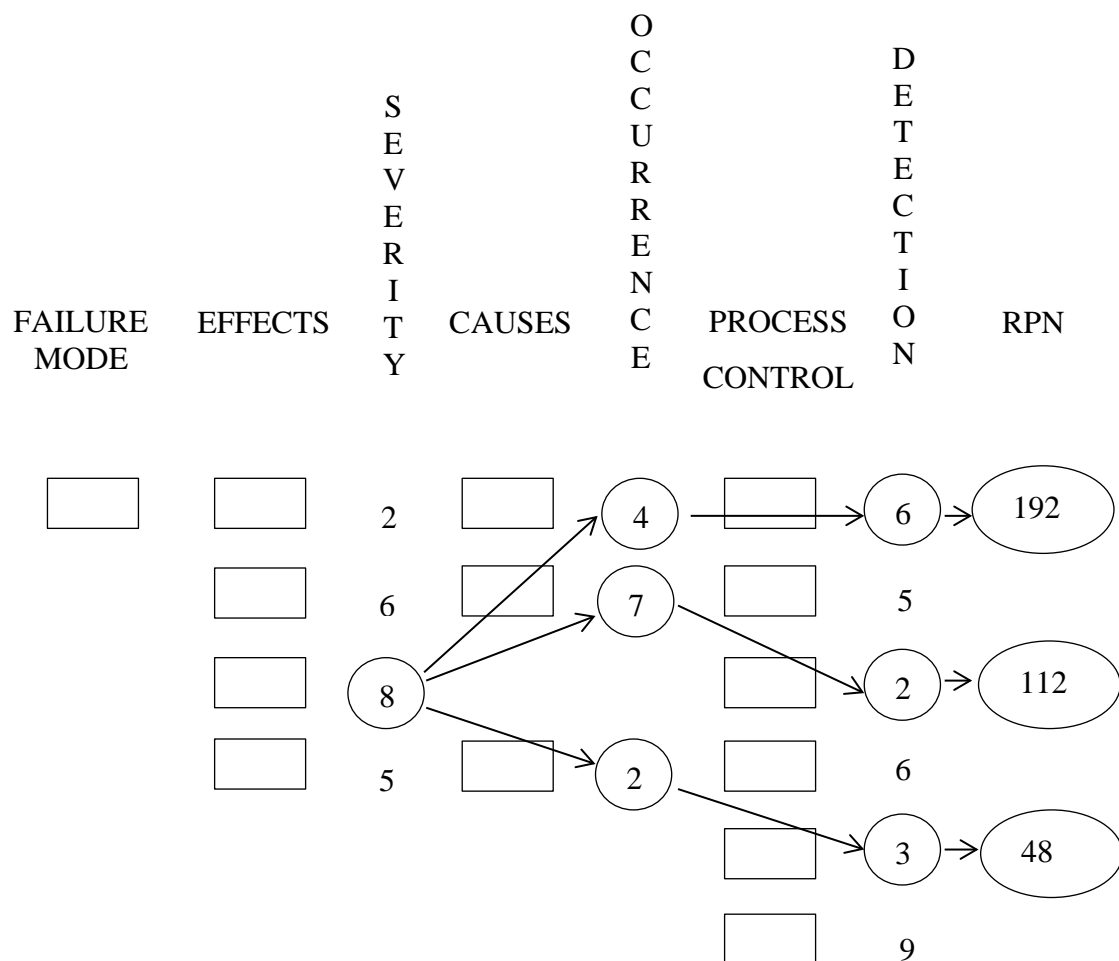 OCCURRENCE
DETECTION
SEVERITY
FAILURE
MODE
EFFECTS
CAUSES
PROCESS
CONTROL
RPN
2 4 6 192
6 7 5
8 2 112
5 2 6
3 48
9